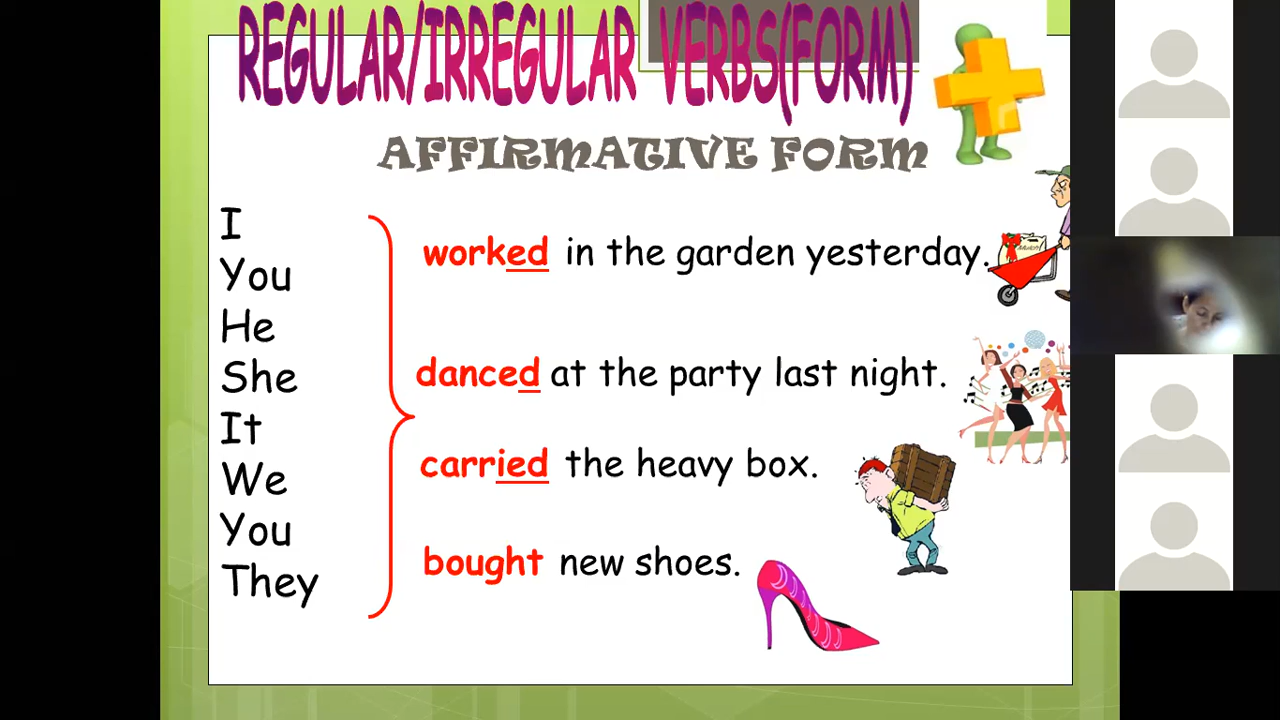 REGULAR/IRREGULAR VERBS(FORM)
AFFIRMATIVE FORM
I
You
He
She
It
We
You
They
worked in the garden yesterday.
danced at the party last night.
carried the heavy box.
bought new shoes.